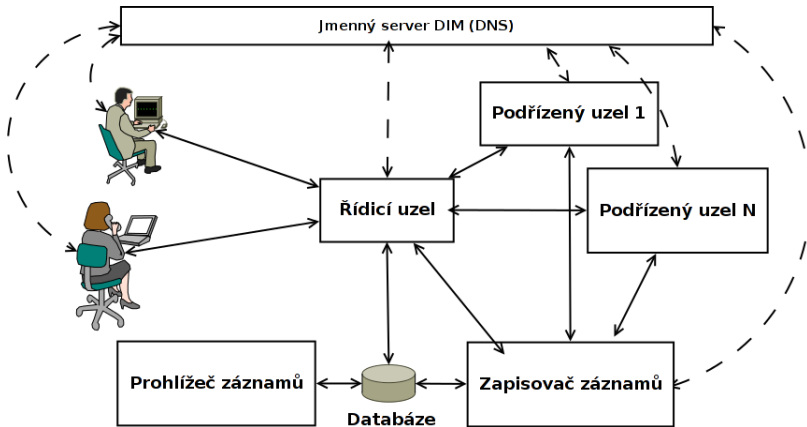 Jmenný server DIM (DNS)
Podřízený uzel 1
Řídicí uzel
Podřízený uzel N
Prohlížeč záznamů
Zapisovač záznamů
Databáze